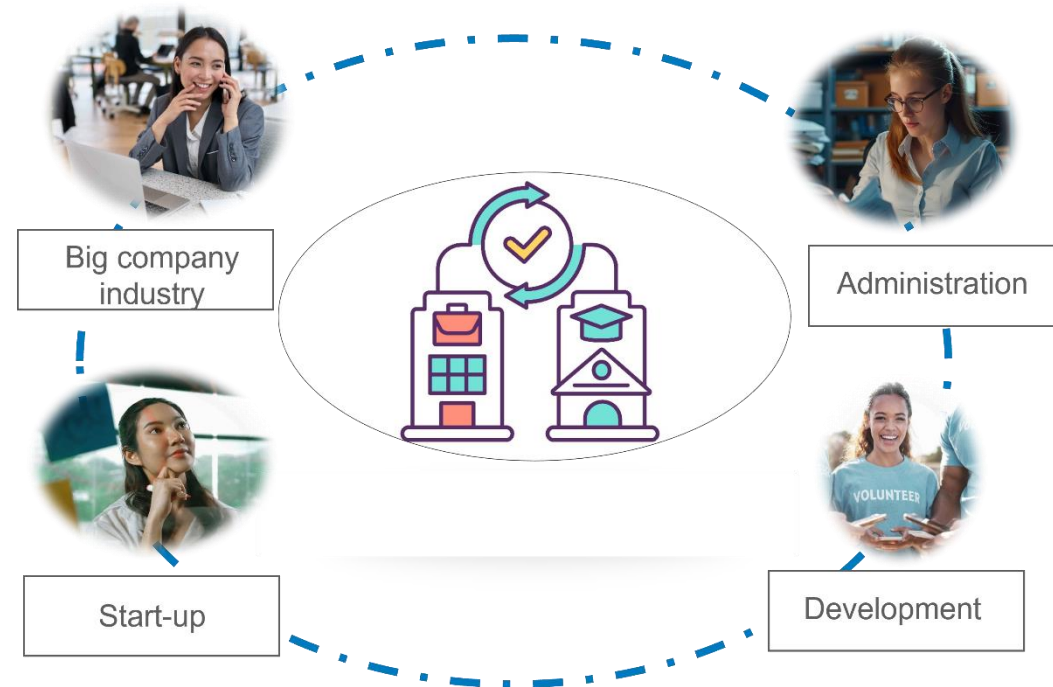 Big company
industry
Administration
VOLUNTEER
Start-up
Development